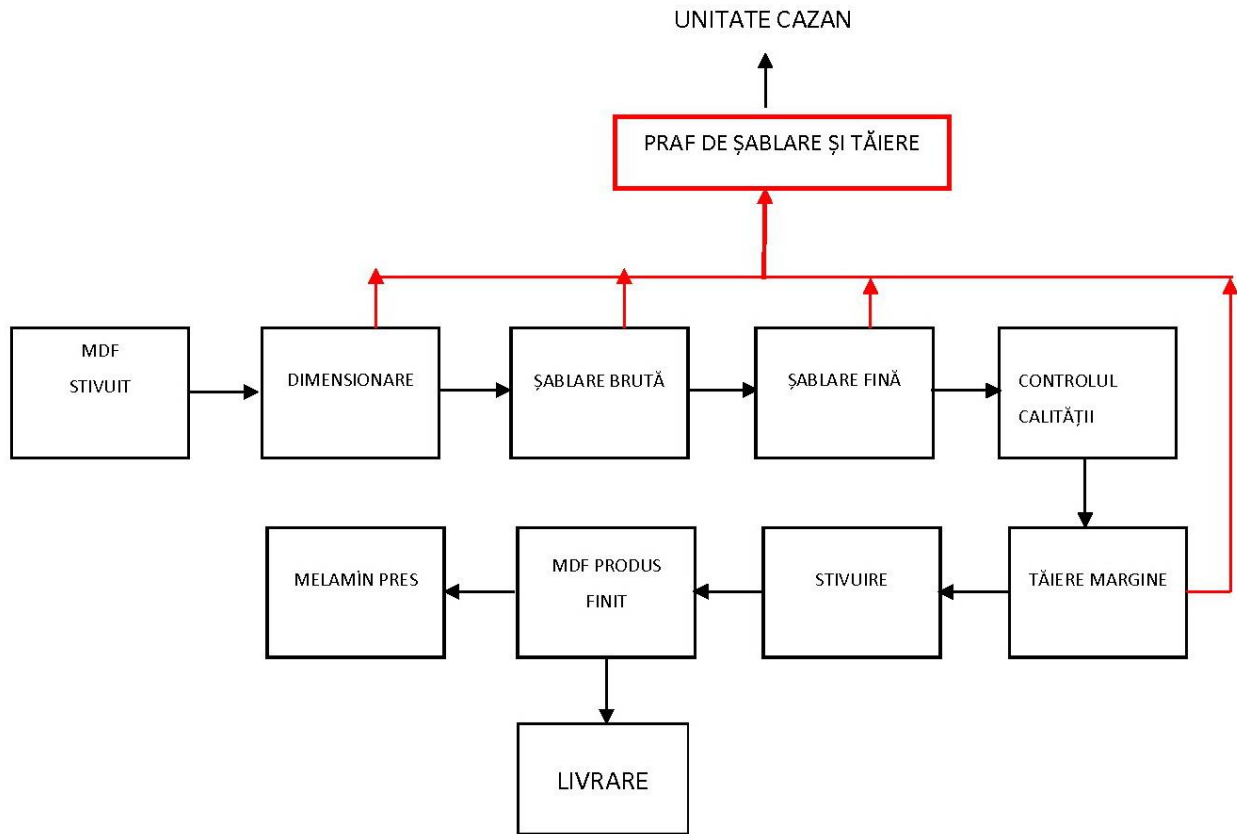 UNITATE CAZAN
PRAF DE ȘABLARE ȘI TĂIERE
MDF
STIVUIT
DIMENSIONARE
ȘABLARE BRUTĂ
ȘABLARE FINĂ
CONTROLUL
CALITĂȚII
MELAMÌN PRES
MDF PRODUS
FINIT
STIVUIRE
TĂIERE MARGINE
LIVRARE